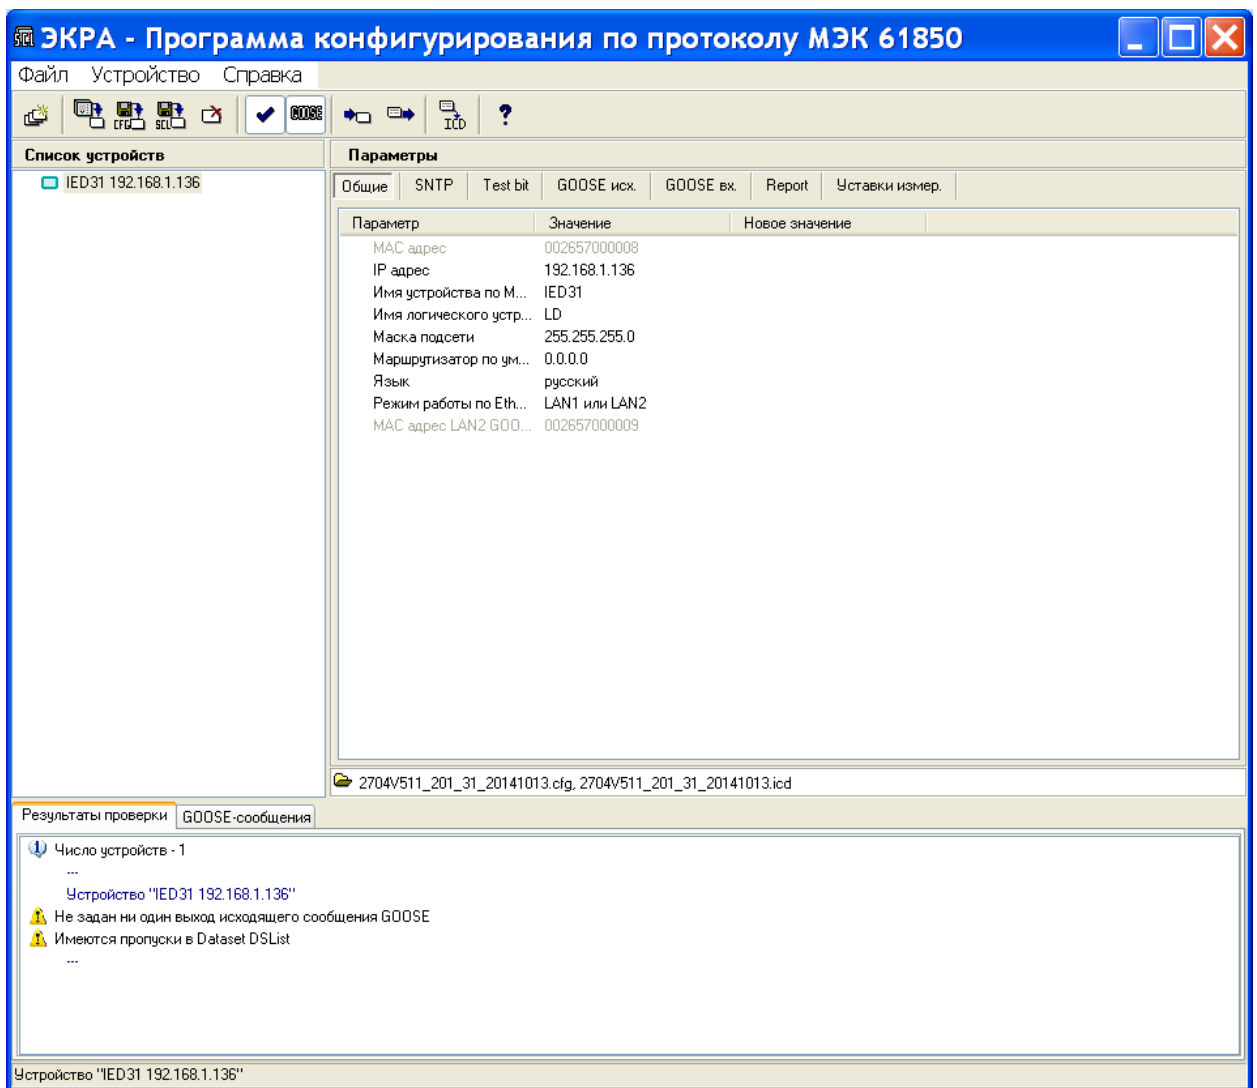 ЭКРА - Программа конфигурирования по протоколу МЭК 61850
Файл Устройство Справка
CFG SCL GOOSE ICD ?
Список устройств
Параметры
IED31 192.168.1.136
Общие SNTP Test bit GOOSE исх. GOOSE вх. Report Уставки измер.
Параметр Значение Новое значение
MAC адрес 002657000008
IP адрес 192.168.1.136
Имя устройства по М... IED31
Имя логического устр... LD
Маска подсети 255.255.255.0
Маршрутизатор по ум... 0.0.0.0
Язык русский
Режим работы по Eth... LAN1 или LAN2
MAC адрес LAN2 GOO... 002657000009
2704V511_201_31_20141013.cfg, 2704V511_201_31_20141013.icd
Результаты проверки GOOSE-сообщения
Число устройств - 1
...
Устройство "IED31 192.168.1.136"
Не задан ни один выход исходящего сообщения GOOSE
Имеются пропуски в Dataset DSList
...
Устройство "IED31 192.168.1.136"